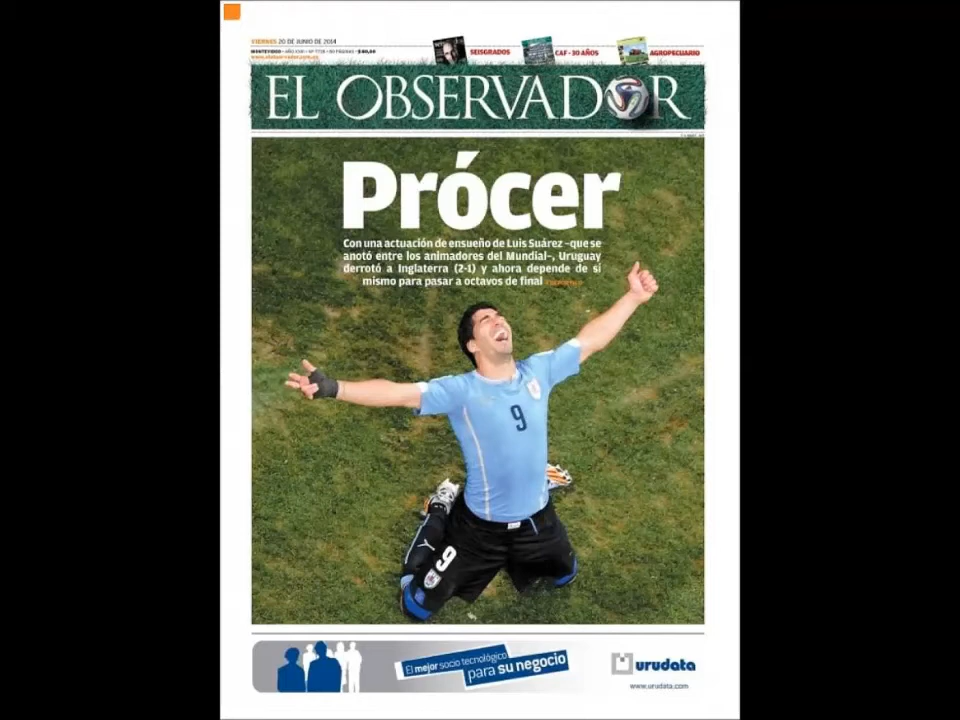 VIERNES 20 DE JUNIO DE 2014
SEISGRADOS
CAF - 30 AÑOS
AGROPECUARIO
EL OBSERVADOR
Prócer
Con una actuación de ensueño de Luis Suárez –que se
anotó entre los animadores del Mundial–, Uruguay
derrotó a Inglaterra (2-1) y ahora depende de sí
mismo para pasar a octavos de final
9
9
El mejor socio tecnológico
para su negocio
urudata
www.urudata.com